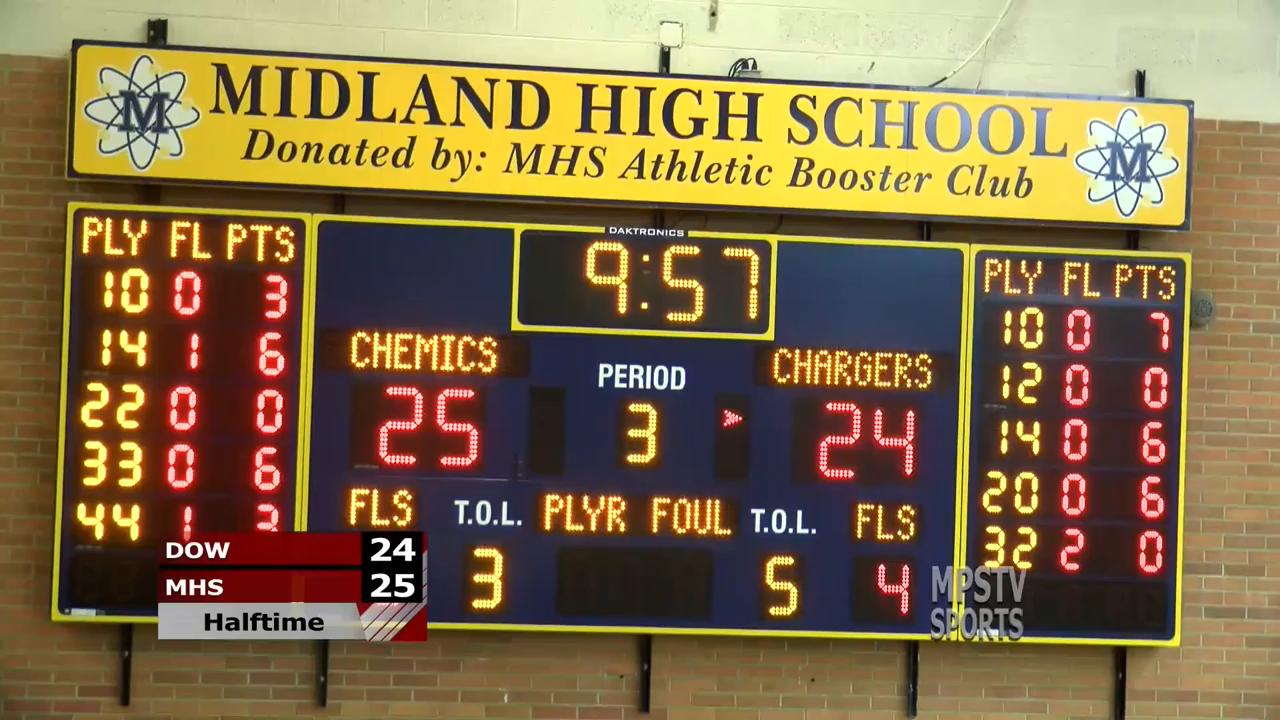 MIDLAND HIGH SCHOOL
Donated by: MHS Athletic Booster Club
M
M
DAKTRONICS
9:57
PLY FL PTS
10 0 3
14 1 6
22 0 0
33 0 6
44 1 3
CHEMICS
25
PERIOD
3
CHARGERS
24
FLS
T.O.L.
3
PLYR FOUL
T.O.L.
5
FLS
4
PLY FL PTS
10 0 7
12 0 0
14 0 6
20 0 6
32 2 0
DOW 24
MHS 25
Halftime
MPSTV
SPORTS